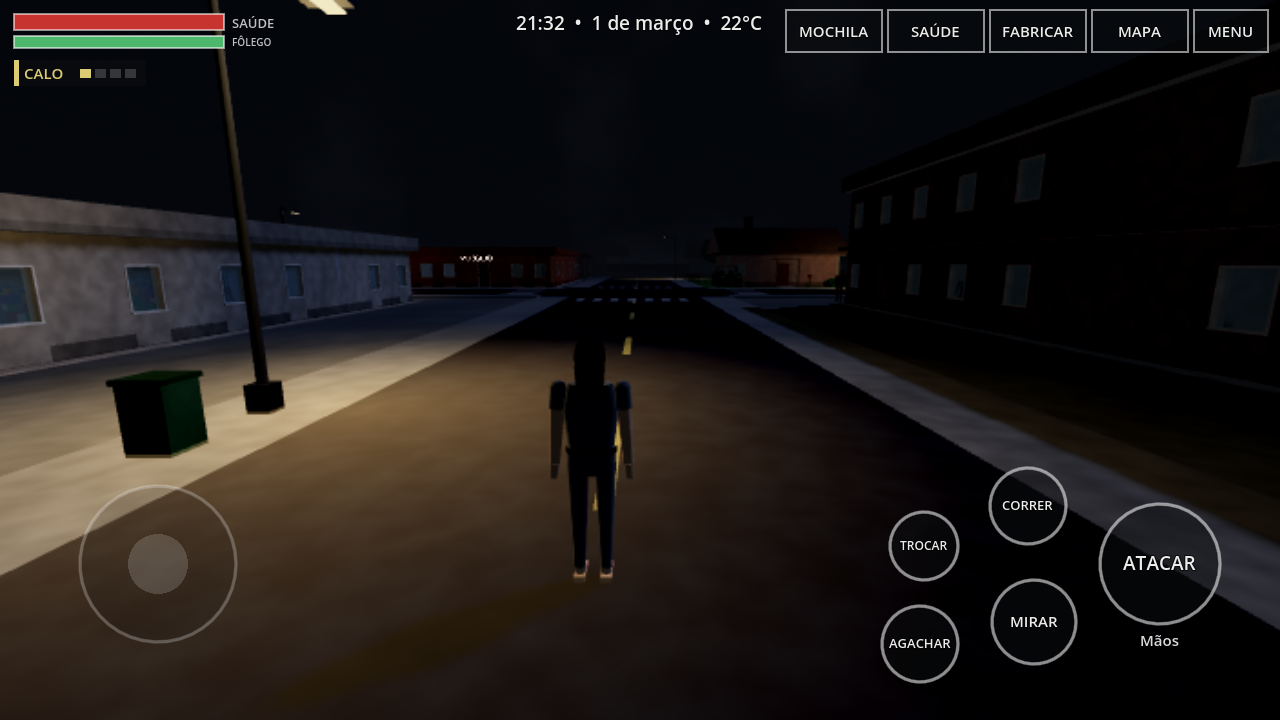 SAÚDE
FÔLEGO
CALO
21:32 • 1 de março • 22°C
MOCHILA
SAÚDE
FABRICAR
MAPA
MENU
CORRER
TROCAR
ATACAR
MIRAR
AGACHAR
Mãos